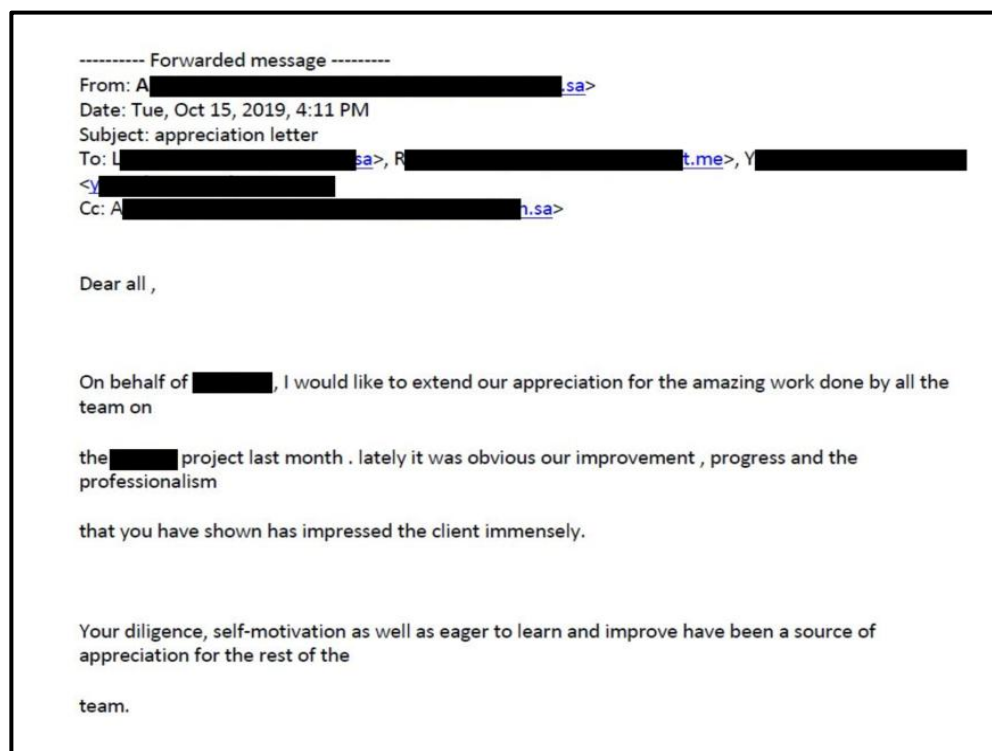 ---------- Forwarded message ---------
From: A .sa>
Date: Tue, Oct 15, 2019, 4:11 PM
Subject: appreciation letter
To: L sa>, R t.me>, Y
<y
Cc: A n.sa>
Dear all ,
On behalf of , I would like to extend our appreciation for the amazing work done by all the
team on
the project last month . lately it was obvious our improvement , progress and the
professionalism
that you have shown has impressed the client immensely.
Your diligence, self-motivation as well as eager to learn and improve have been a source of
appreciation for the rest of the
team.